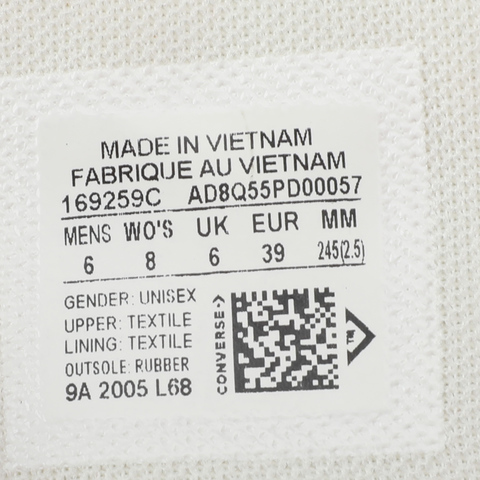 MADE IN VIETNAM
FABRIQUE AU VIETNAM
169259C AD8Q55PD00057
MENS WO'S UK EUR MM
6 8 6 39 245(2.5)
GENDER: UNISEX
UPPER: TEXTILE
LINING: TEXTILE
OUTSOLE: RUBBER
9A 2005 L68
CONVERSE->
E